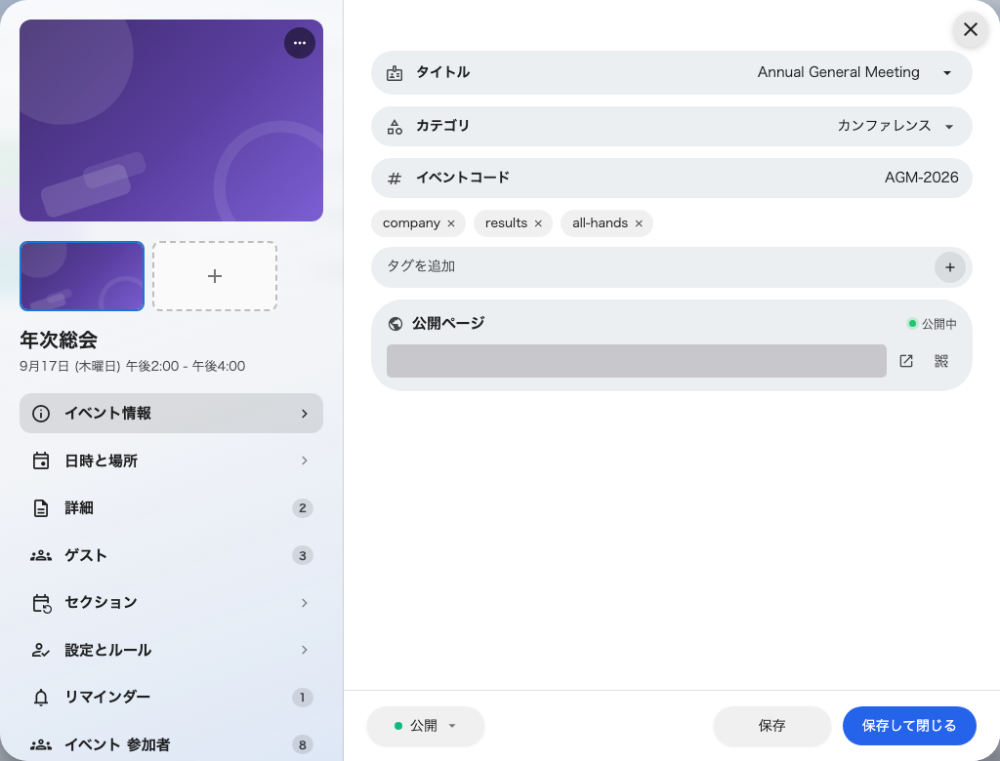 年次総会
9月17日 (木曜日) 午後2:00 - 午後4:00
イベント情報
日時と場所
詳細 2
ゲスト 3
セクション
設定とルール
リマインダー 1
イベント 参加者 8
タイトル Annual General Meeting
カテゴリ カンファレンス
イベントコード AGM-2026
company × results × all-hands ×
タグを追加
公開ページ 公開中
公開 保存 保存して閉じる